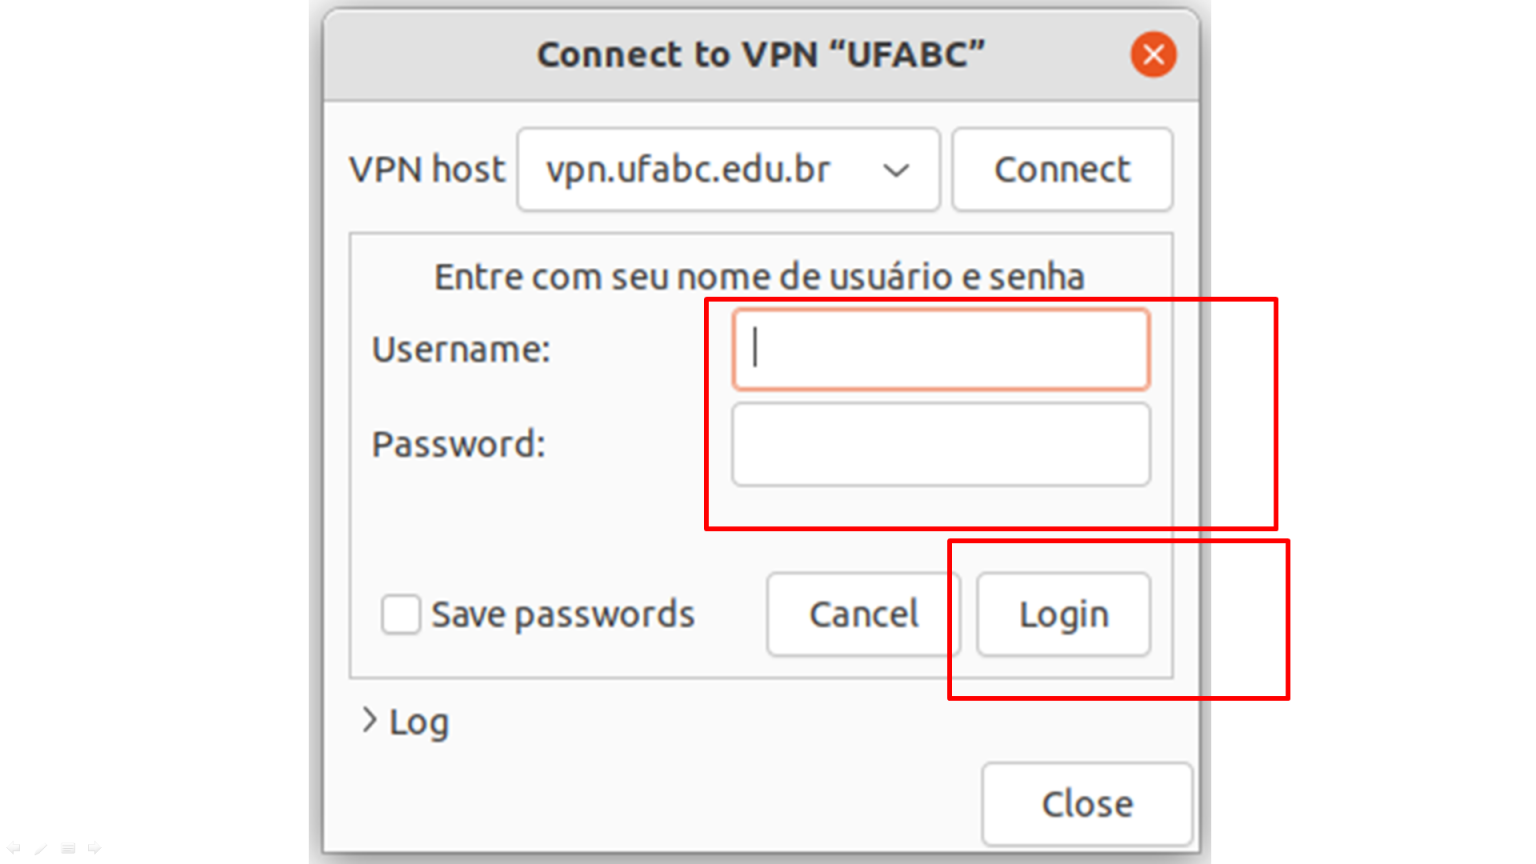 Connect to VPN “UFABC”
VPN host vpn.ufabc.edu.br Connect
Entre com seu nome de usuário e senha
Username:
Password:
Save passwords Cancel Login
Log
Close